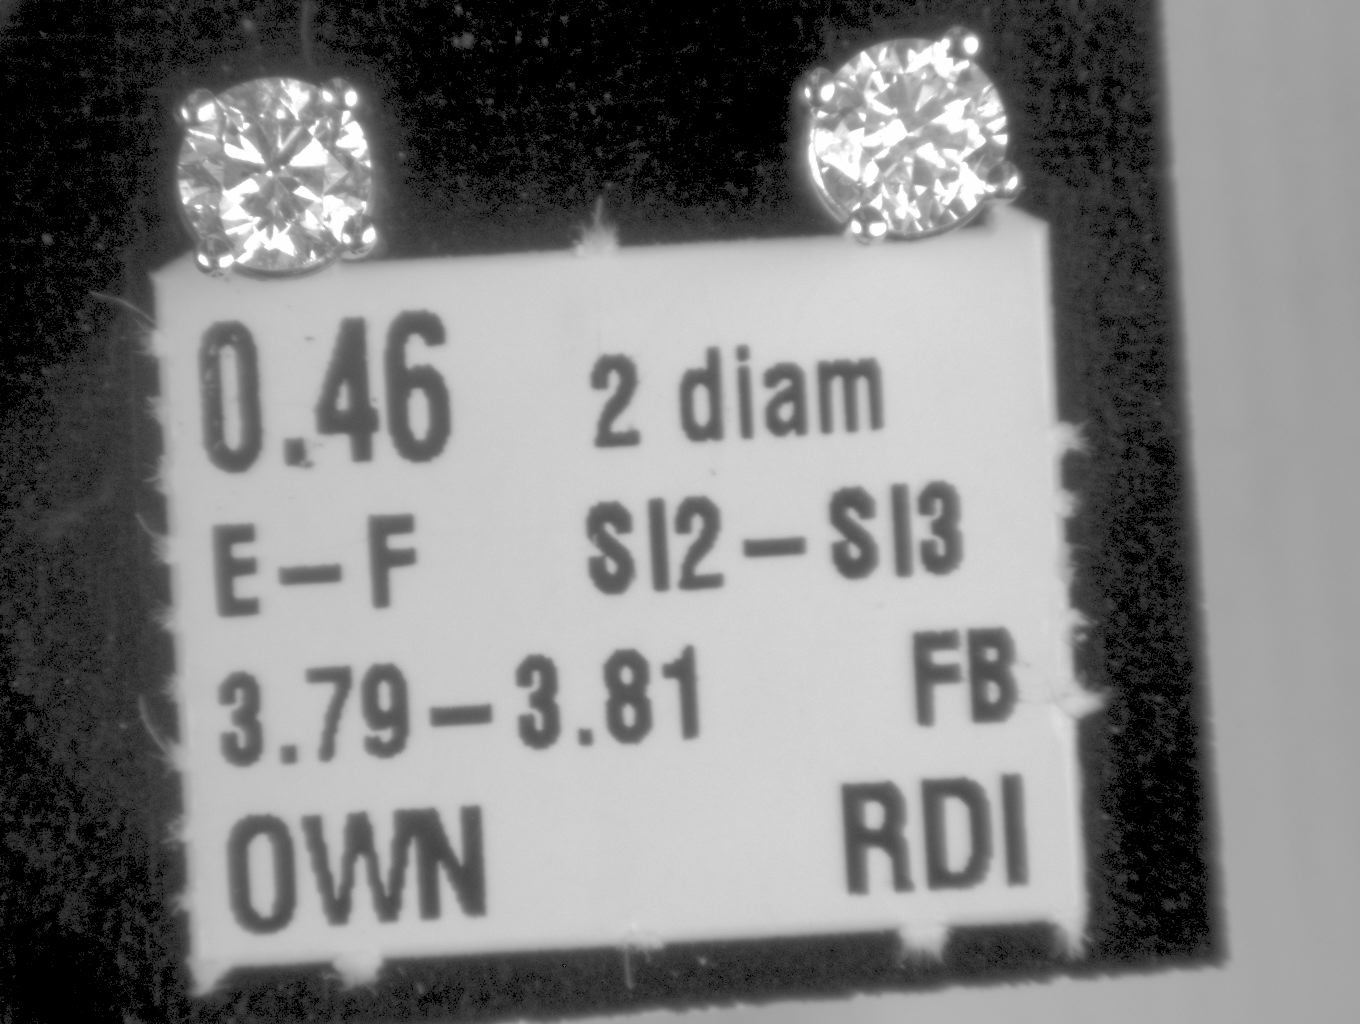 0.46 2 diam
E-F SI2-SI3
3.79-3.81 FB
OWN RDI